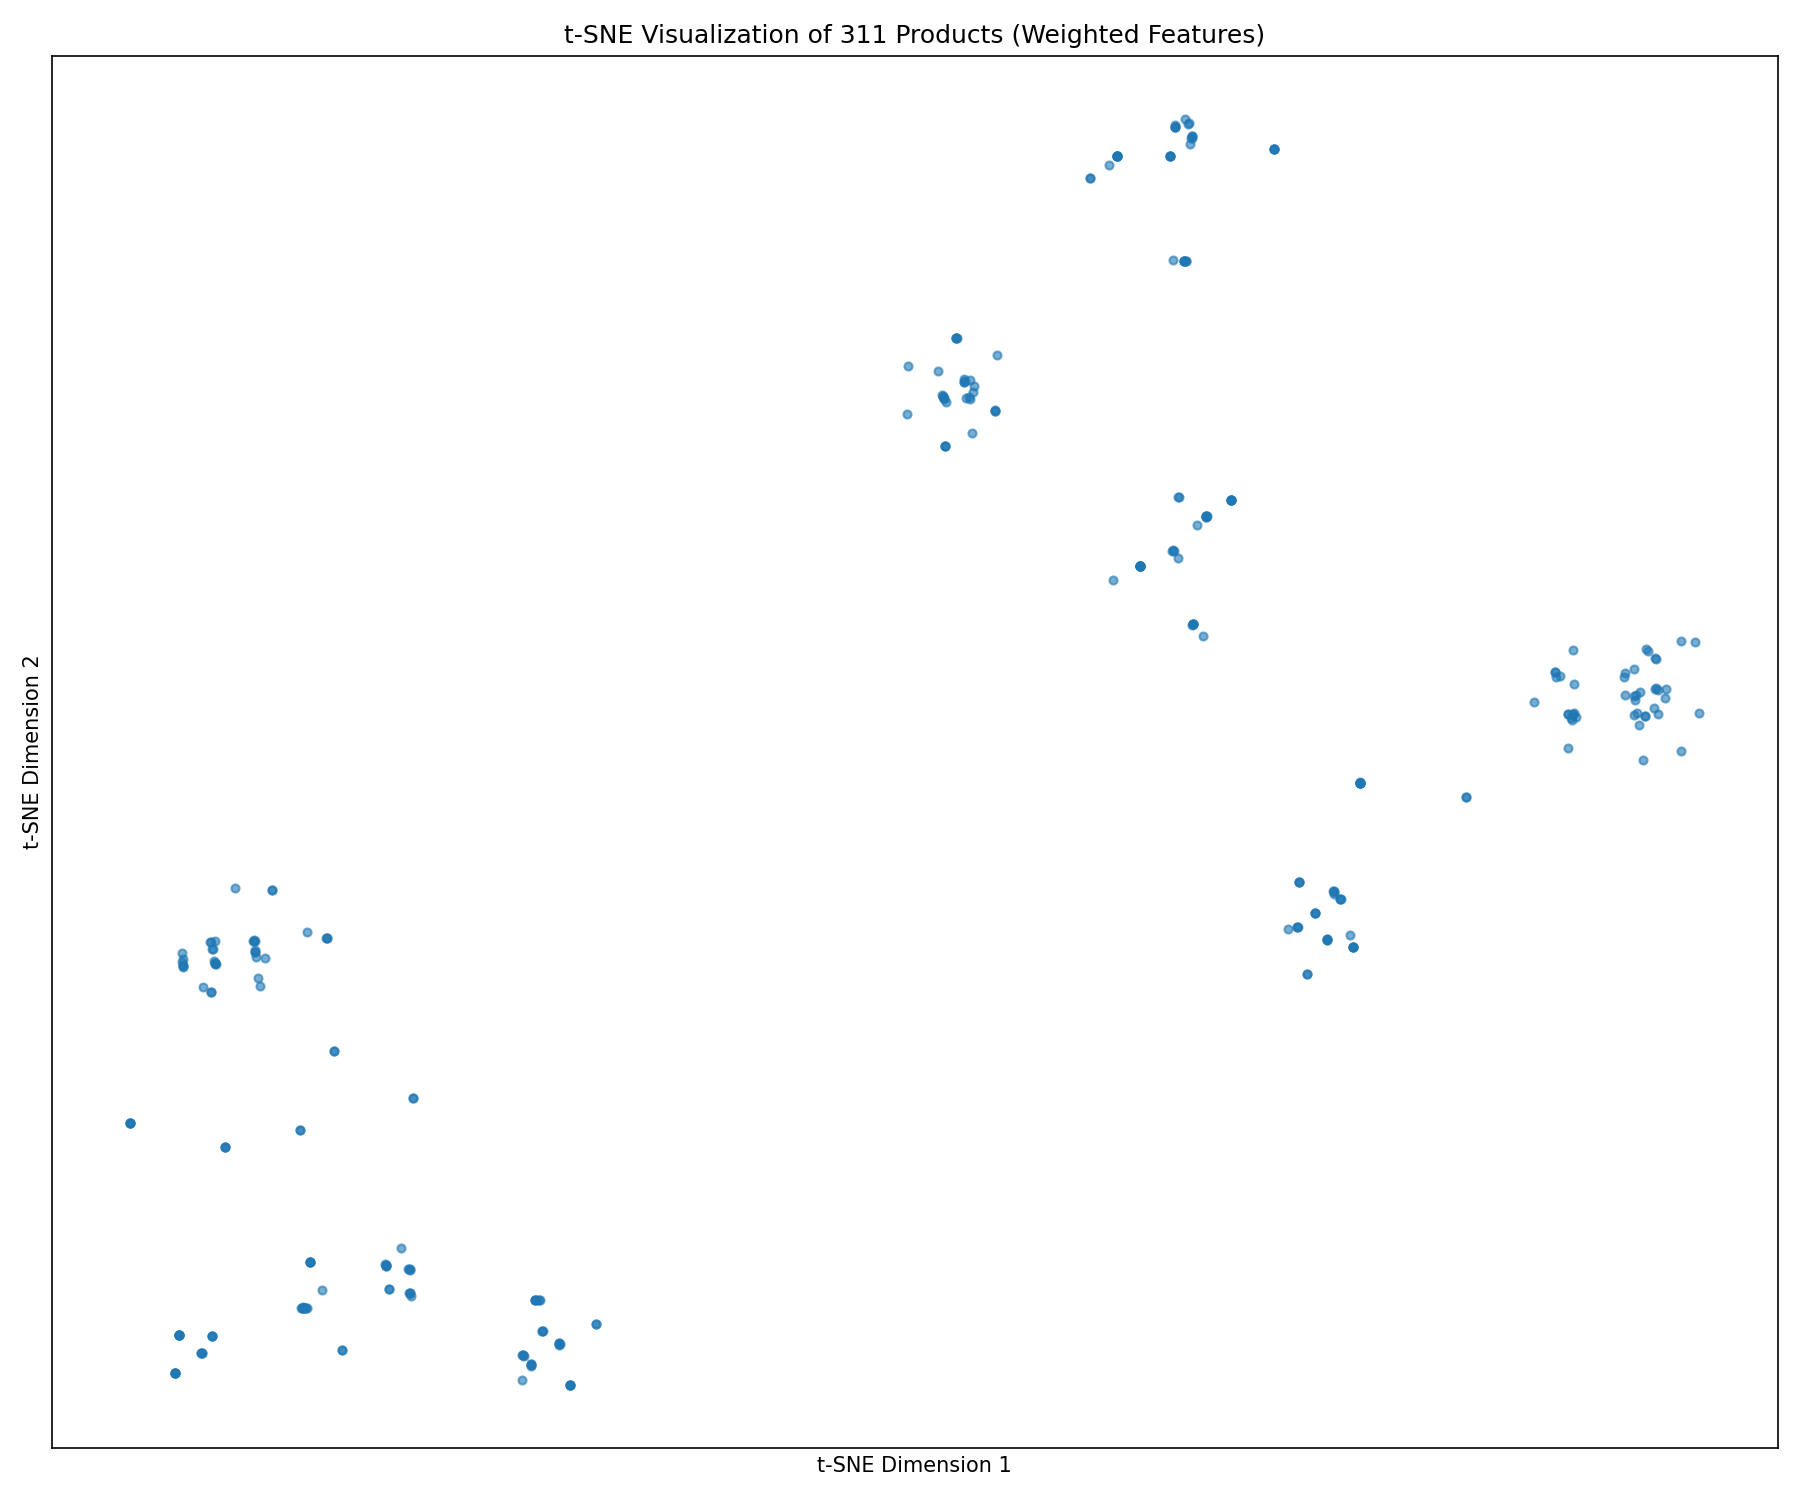 t-SNE Visualization of 311 Products (Weighted Features)
t-SNE Dimension 2
t-SNE Dimension 1